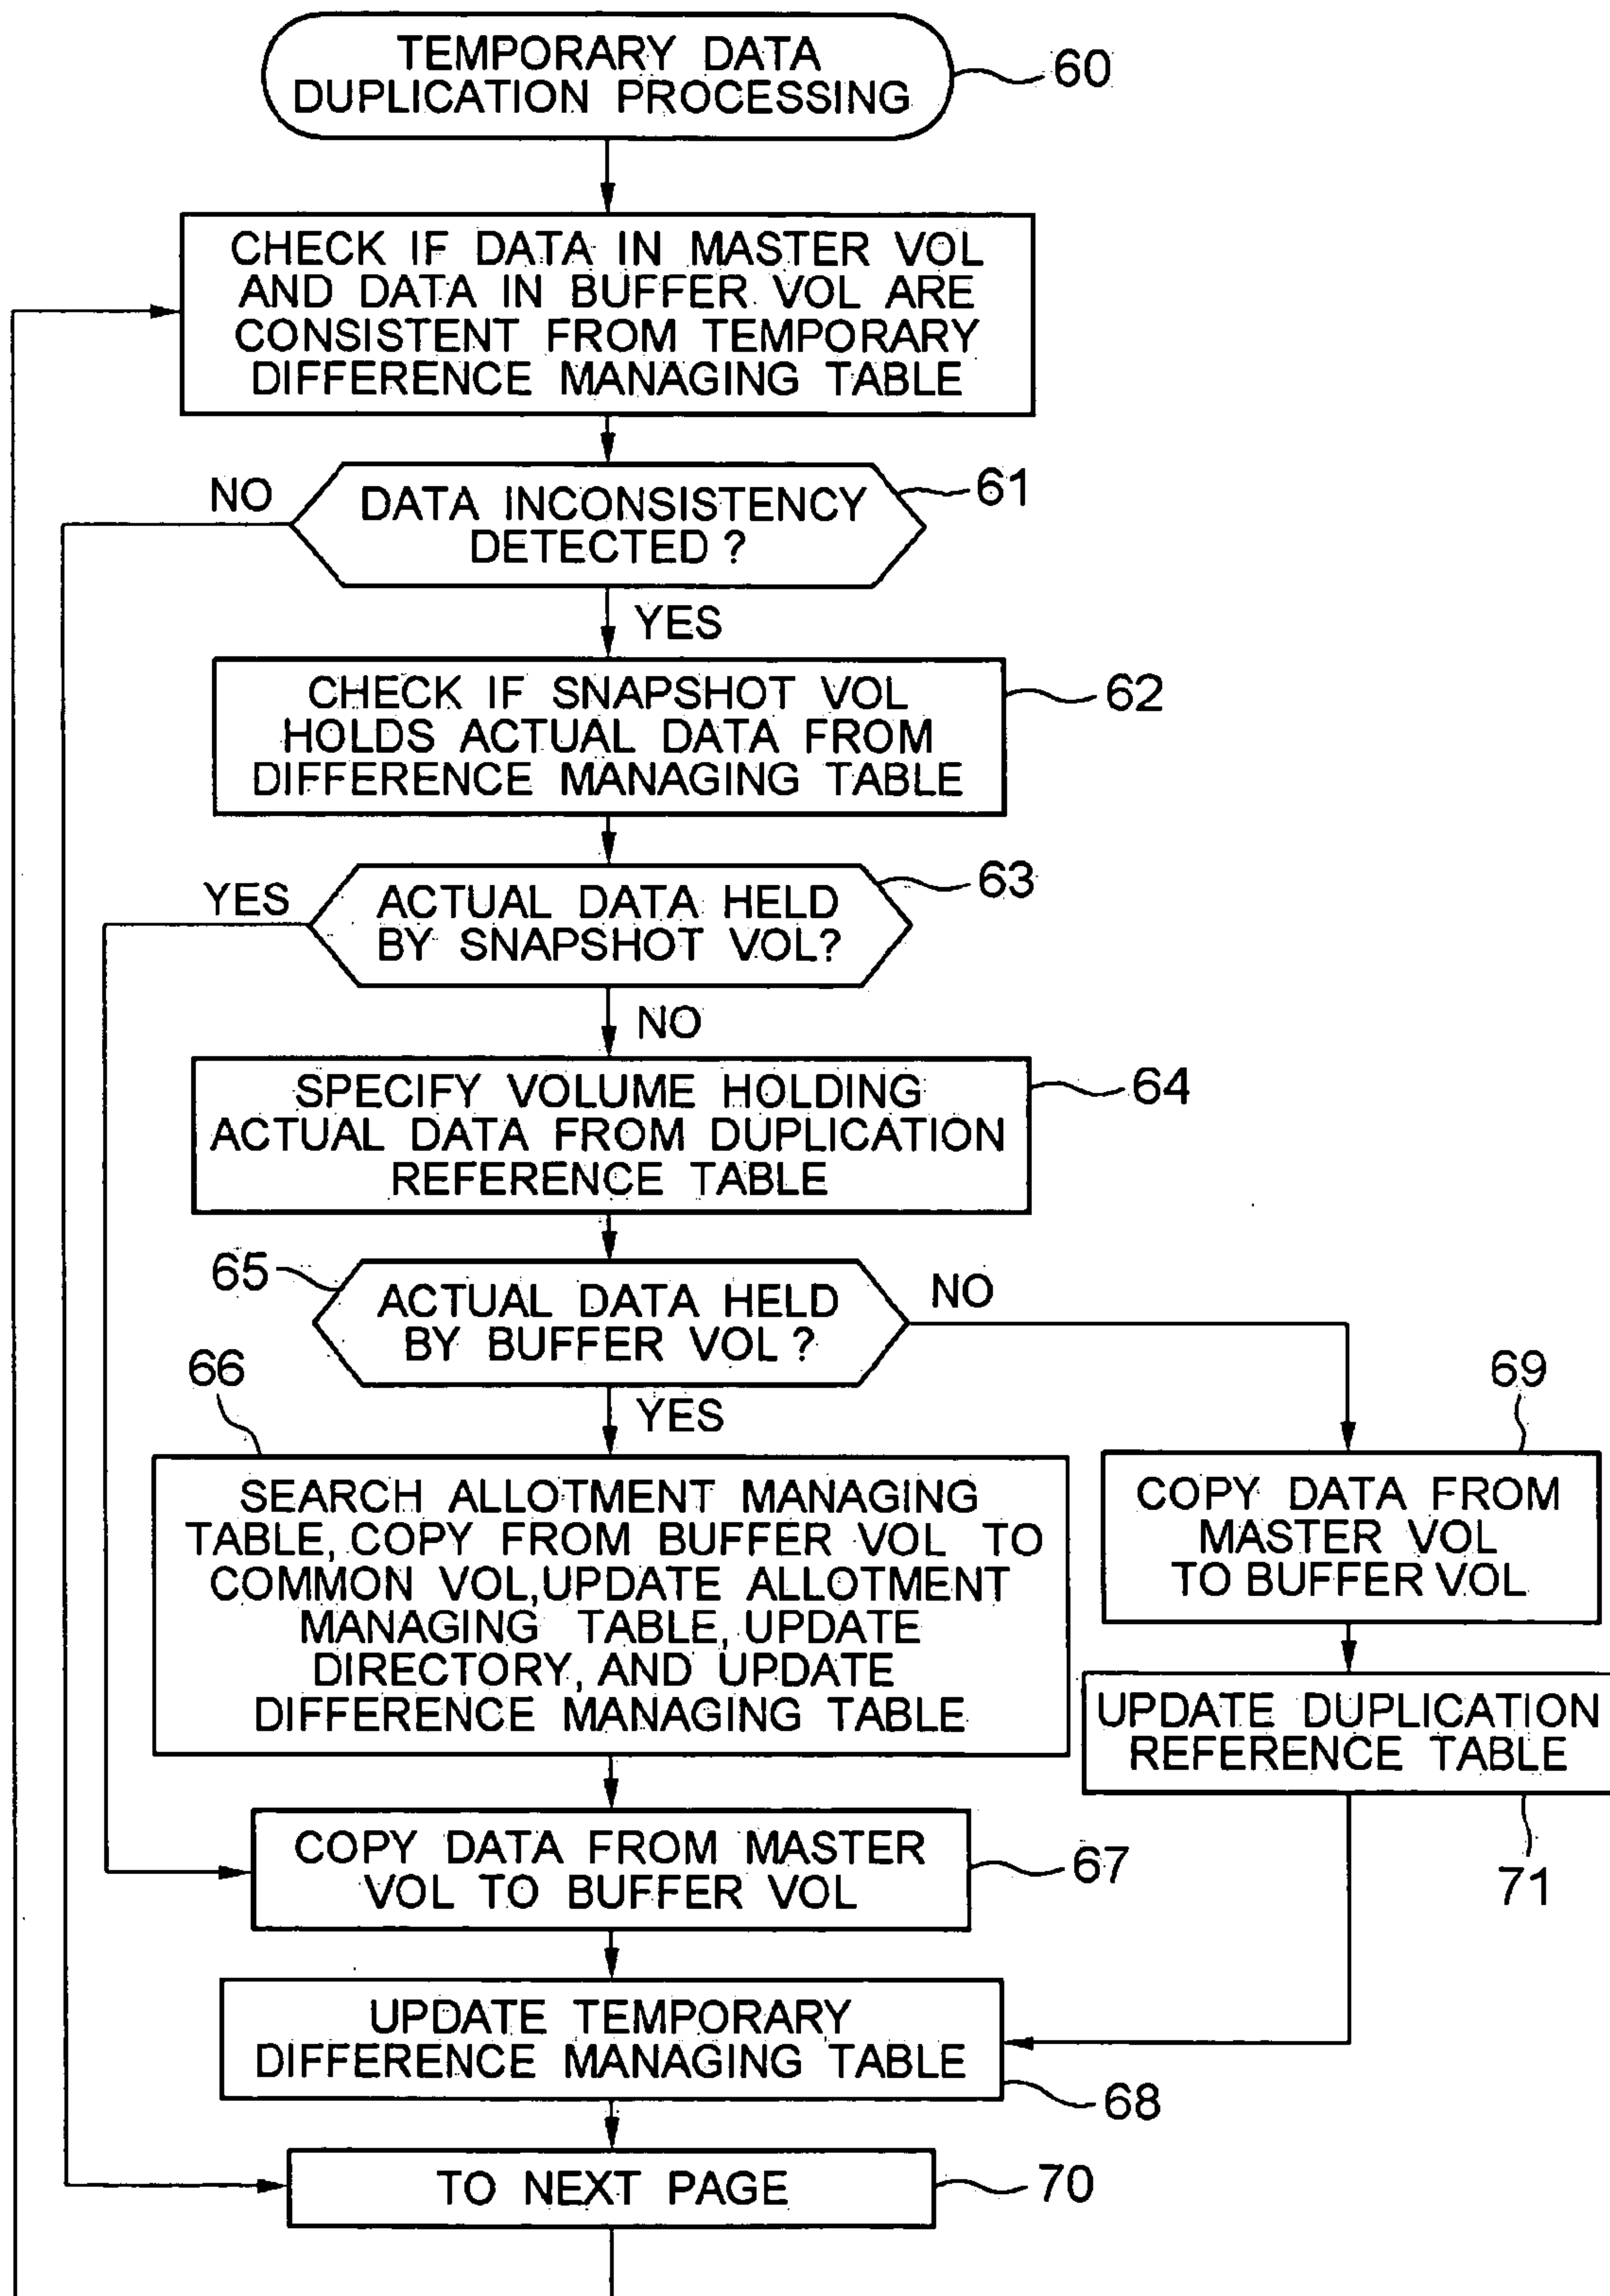 TEMPORARY DATA
DUPLICATION PROCESSING
60
CHECK IF DATA IN MASTER VOL
AND DATA IN BUFFER VOL ARE
CONSISTENT FROM TEMPORARY
DIFFERENCE MANAGING TABLE
61
NO
DATA INCONSISTENCY
DETECTED ?
YES
62
CHECK IF SNAPSHOT VOL
HOLDS ACTUAL DATA FROM
DIFFERENCE MANAGING TABLE
63
YES
ACTUAL DATA HELD
BY SNAPSHOT VOL?
NO
64
SPECIFY VOLUME HOLDING
ACTUAL DATA FROM DUPLICATION
REFERENCE TABLE
65
ACTUAL DATA HELD
BY BUFFER VOL ?
NO
66
YES
69
SEARCH ALLOTMENT MANAGING
TABLE, COPY FROM BUFFER VOL TO
COMMON VOL,UPDATE ALLOTMENT
MANAGING TABLE, UPDATE
DIRECTORY, AND UPDATE
DIFFERENCE MANAGING TABLE
COPY DATA FROM
MASTER VOL
TO BUFFER VOL
UPDATE DUPLICATION
REFERENCE TABLE
71
COPY DATA FROM MASTER
VOL TO BUFFER VOL
67
UPDATE TEMPORARY
DIFFERENCE MANAGING TABLE
68
TO NEXT PAGE
70